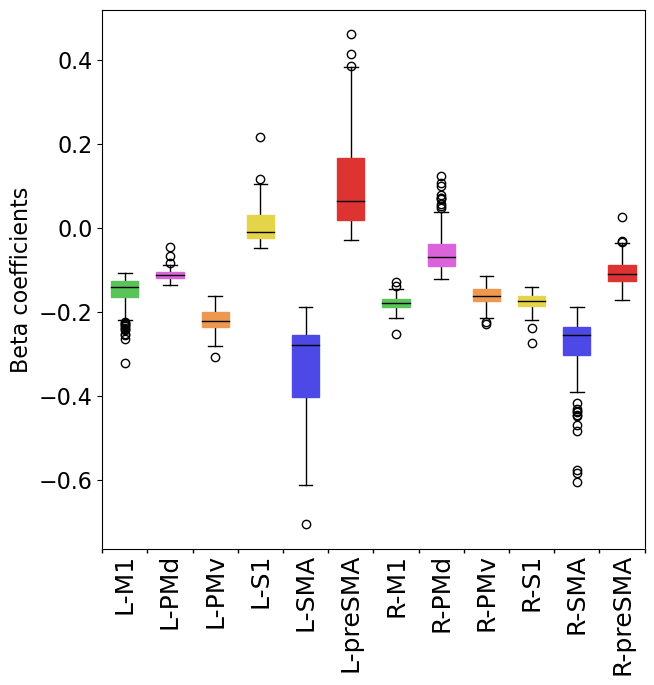 Beta coefficients
0.4
0.2
0.0
−0.2
−0.4
−0.6
L-M1
L-PMd
L-PMv
L-S1
L-SMA
L-preSMA
R-M1
R-PMd
R-PMv
R-S1
R-SMA
R-preSMA